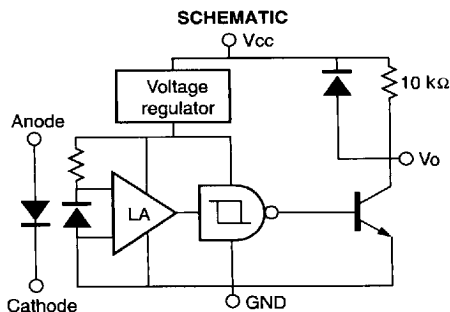 SCHEMATIC
Vcc
Voltage
regulator
10 kΩ
Anode
Vo
LA
Cathode
GND